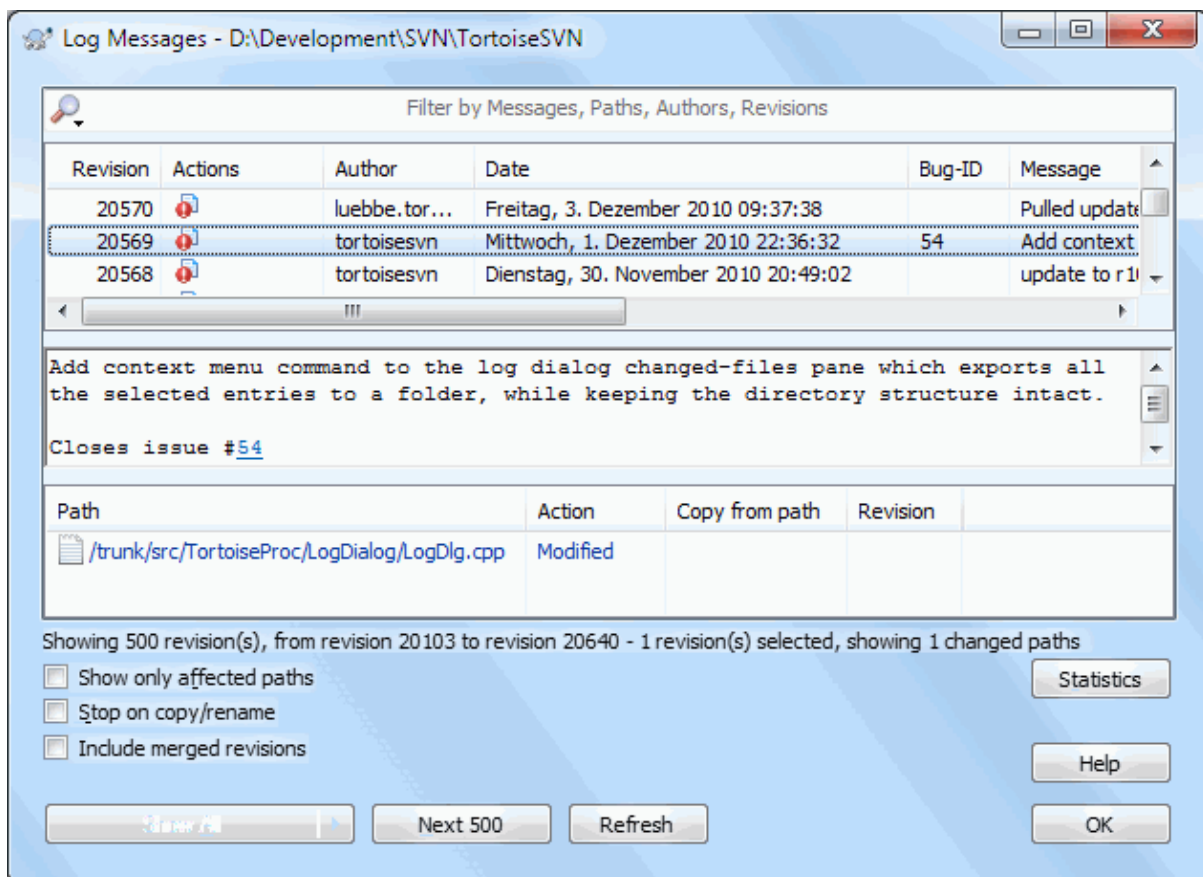 Log Messages - D:\Development\SVN\TortoiseSVN
Filter by Messages, Paths, Authors, Revisions
Revision Actions Author Date Bug-ID Message
20570 luebbe.tor... Freitag, 3. Dezember 2010 09:37:38 Pulled update
20569 tortoisesvn Mittwoch, 1. Dezember 2010 22:36:32 54 Add context
20568 tortoisesvn Dienstag, 30. November 2010 20:49:02 update to r1
Add context menu command to the log dialog changed-files pane which exports all
the selected entries to a folder, while keeping the directory structure intact.
Closes issue #54
Path Action Copy from path Revision
/trunk/src/TortoiseProc/LogDialog/LogDlg.cpp Modified
Showing 500 revision(s), from revision 20103 to revision 20640 - 1 revision(s) selected, showing 1 changed paths
Show only affected paths
Statistics
Stop on copy/rename
Include merged revisions
Help
Show All Next 500 Refresh OK